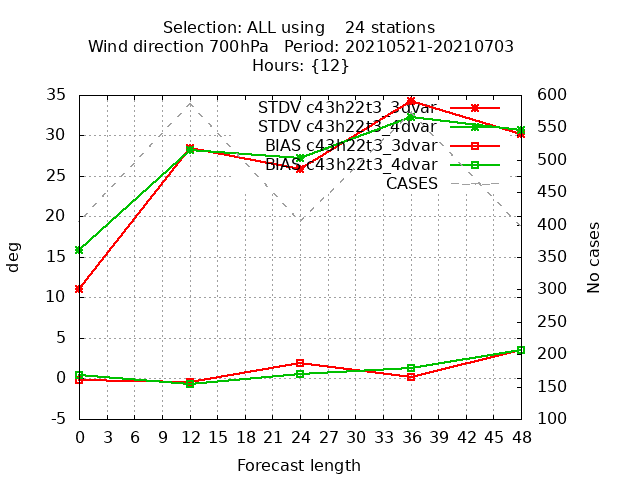 Selection: ALL using 24 stations
Wind direction 700hPa Period: 20210521-20210703
Hours: {12}
STDV c43h22t3_3dvar
STDV c43h22t3_4dvar
BIAS c43h22t3_3dvar
BIAS c43h22t3_4dvar
CASES
35
30
25
20
15
10
5
0
-5
deg
600
550
500
450
400
350
300
250
200
150
100
No cases
0 3 6 9 12 15 18 21 24 27 30 33 36 39 42 45 48
Forecast length